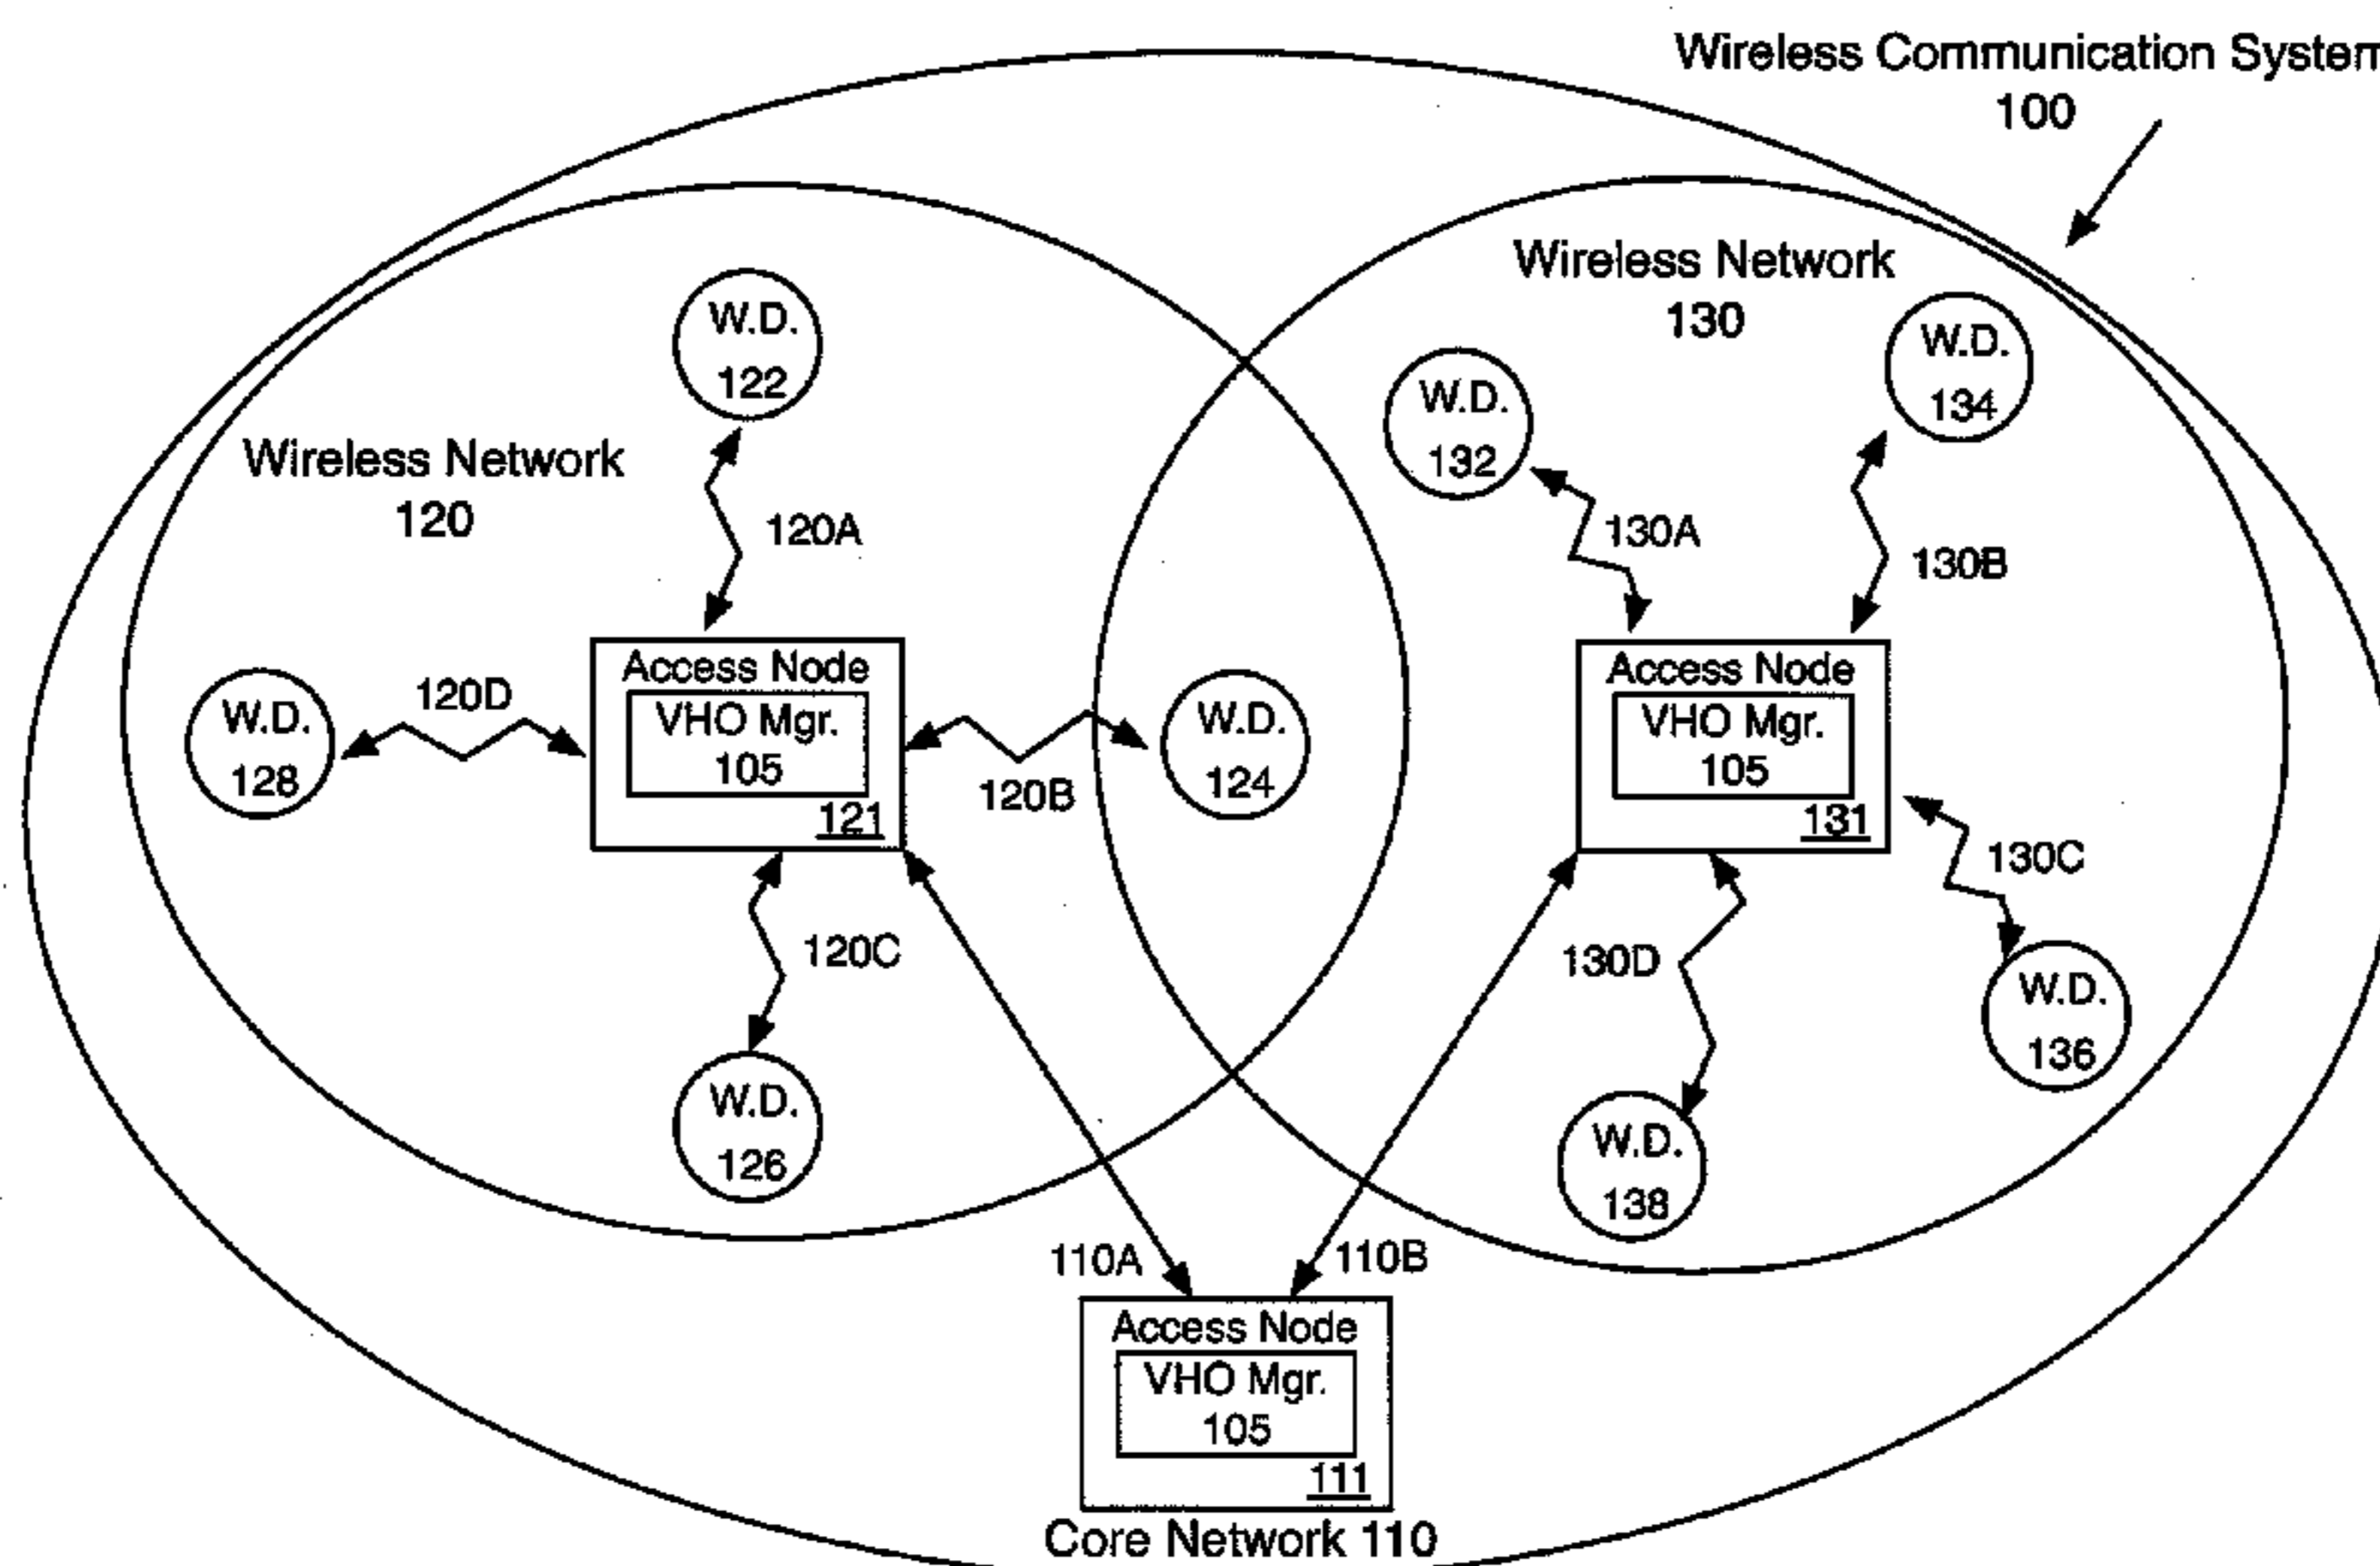 Wireless Communication System
100
Wireless Network
130
W.D.
122
W.D.
134
W.D.
132
Wireless Network
120
120A
130A
130B
Access Node
VHO Mgr.
105
121
W.D.
128
120D
120B
W.D.
124
Access Node
VHO Mgr.
105
131
130C
120C
130D
W.D.
136
W.D.
126
W.D.
138
110A
110B
Access Node
VHO Mgr.
105
111
Core Network 110